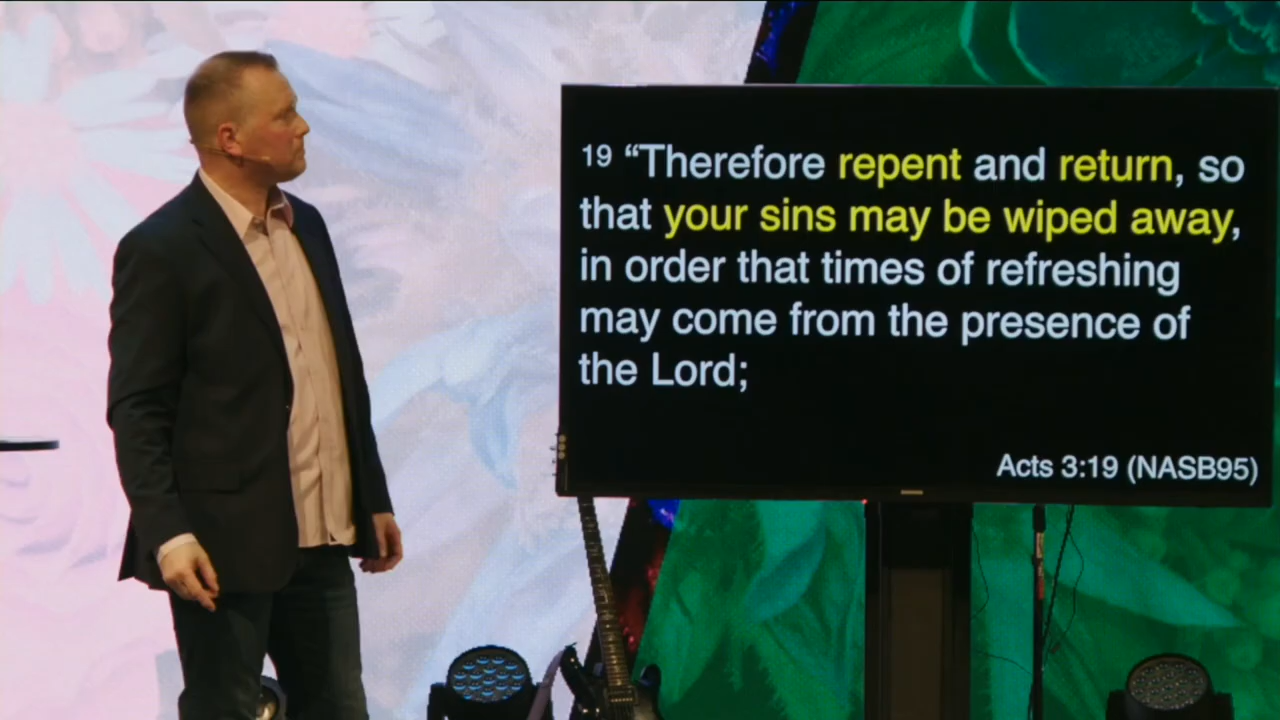 19 “Therefore repent and return, so
that your sins may be wiped away,
in order that times of refreshing
may come from the presence of
the Lord;
Acts 3:19 (NASB95)